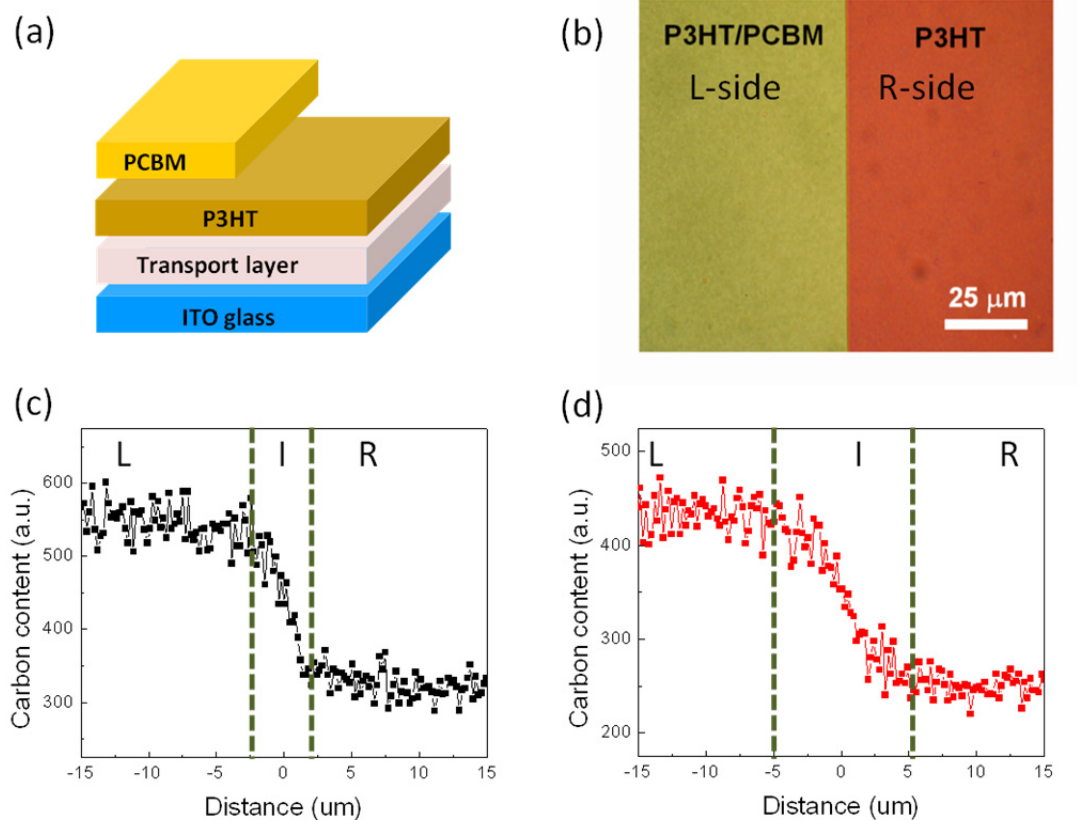 (a)
PCBM
P3HT
Transport layer
ITO glass
(b)
P3HT/PCBM P3HT
L-side R-side
25 μm
(c)
L I R
600
500
400
300
-15 -10 -5 0 5 10 15
Carbon content (a.u.)
Distance (um)
(d)
L I R
500
400
300
200
-15 -10 -5 0 5 10 15
Carbon content (a.u.)
Distance (um)